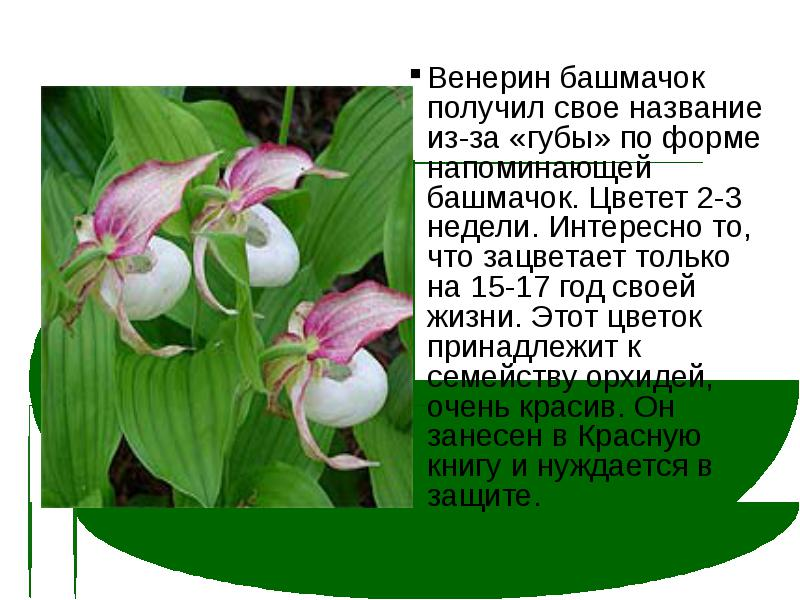 Венерин башмачок
получил свое название
из-за «губы» по форме
напоминающей
башмачок. Цветет 2-3
недели. Интересно то,
что зацветает только
на 15-17 год своей
жизни. Этот цветок
принадлежит к
семейству орхидей,
очень красив. Он
занесен в Красную
книгу и нуждается в
защите.